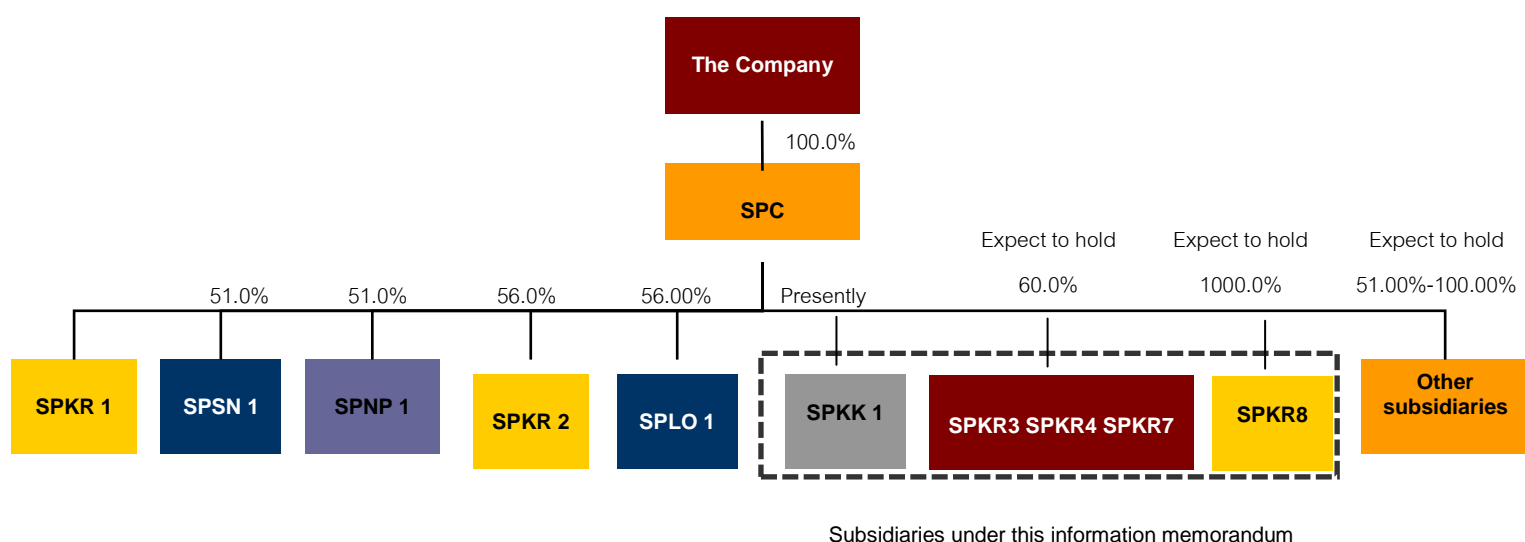 The Company
100.0%
SPC
Expect to hold
Expect to hold
Expect to hold
51.0%
51.0%
56.0%
56.00%
Presently
60.0%
1000.0%
51.00%-100.00%
SPKR 1
SPSN 1
SPNP 1
SPKR 2
SPLO 1
SPKK 1
SPKR3 SPKR4 SPKR7
SPKR8
Other
subsidiaries
Subsidiaries under this information memorandum